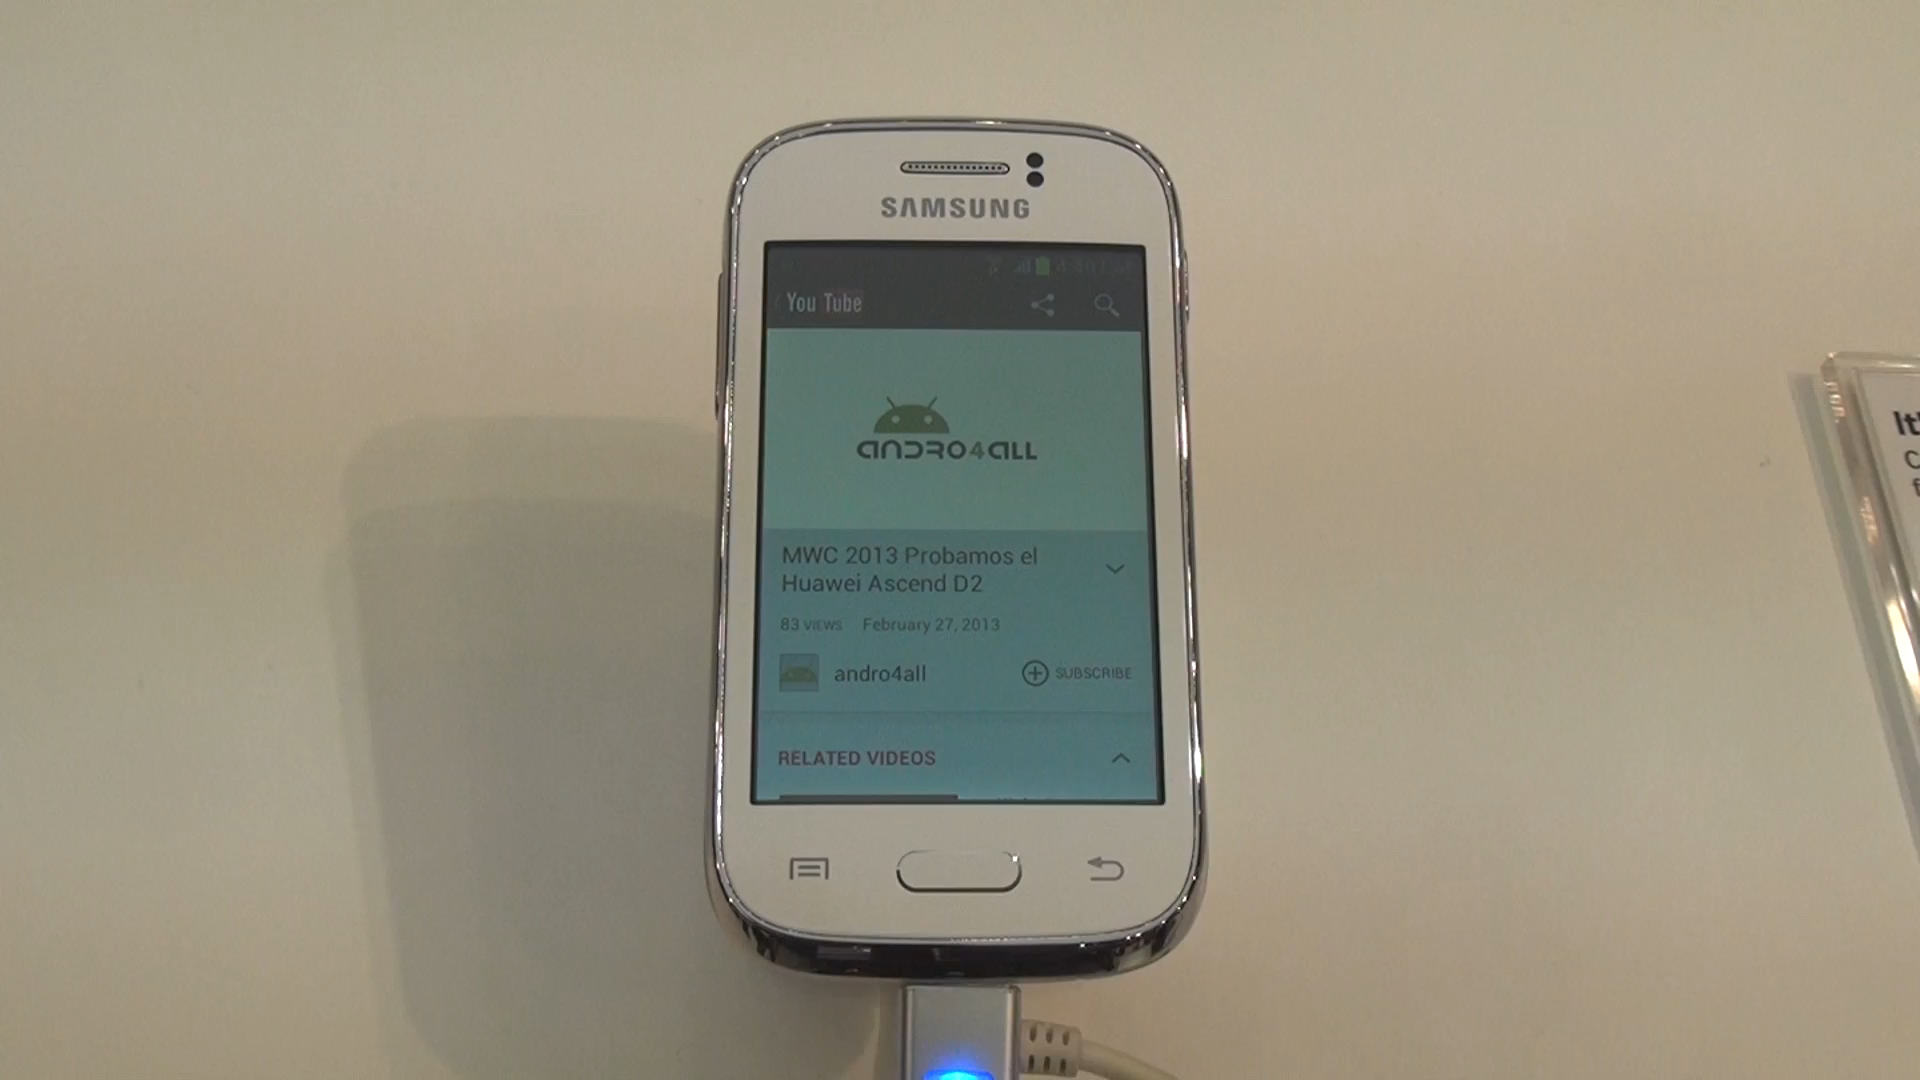 SAMSUNG
You Tube
ANDRO4ALL
MWC 2013 Probamos el
Huawei Ascend D2
83 VIEWS February 27, 2013
andro4all
SUBSCRIBE
RELATED VIDEOS